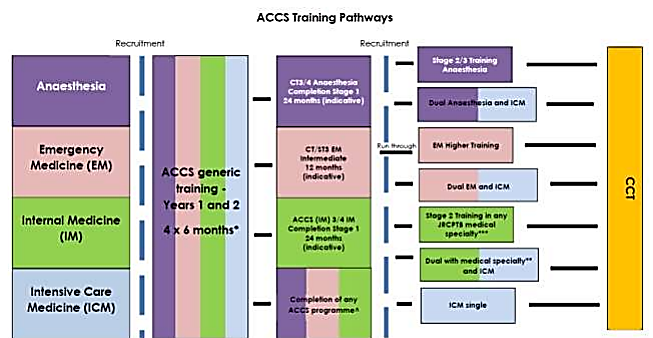 ACCS Training Pathways
Recruitment
Recruitment
Anaesthesia
Emergency
Medicine (EM)
Internal Medicine
(IM)
Intensive Care
Medicine (ICM)
ACCS generic
training -
Years 1 and 2
4 x 6 months*
CT3/4 Anaesthesia
Completion Stage 1
24 months (indicative)
CT/ST3 EM
Intermediate
12 months
(indicative)
ACCS (IM) 3/4 IM
Completion Stage 1
24 months
(indicative)
Completion of any
ACCS programme^
Run through
Stage 2/3 Training
Anaesthesia
Dual Anaesthesia and ICM
EM Higher Training
Dual EM and ICM
Stage 2 Training in any
JRCPTB medical
specialty***
Dual with medical specialty**
and ICM
ICM single
CCT